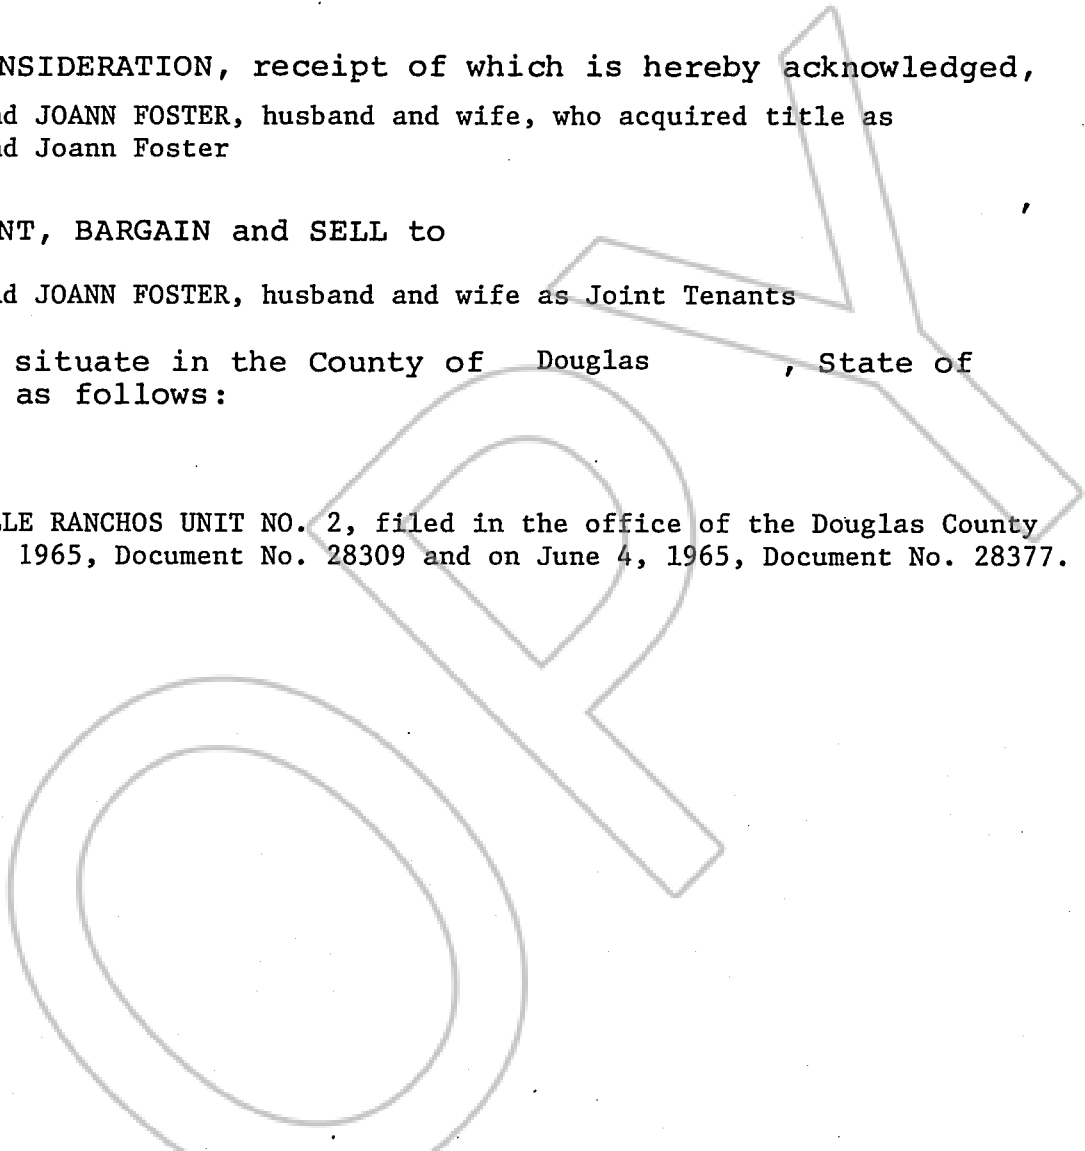 NSIDERATION, receipt of which is hereby acknowledged,
d JOANN FOSTER, husband and wife, who acquired title as
d Joann Foster
,
NT, BARGAIN and SELL to
d JOANN FOSTER, husband and wife as Joint Tenants
situate in the County of Douglas , State of
as follows:
LE RANCHOS UNIT NO. 2, filed in the office of the Douglas County
1965, Document No. 28309 and on June 4, 1965, Document No. 28377.
OPY